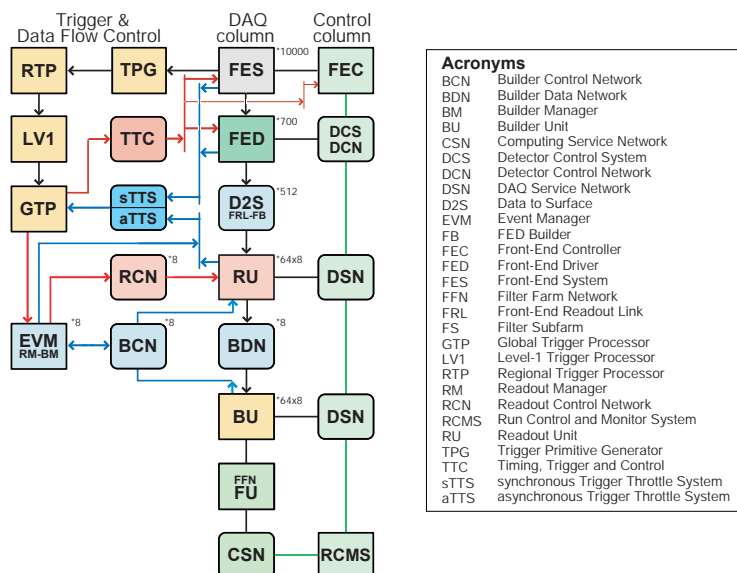 Trigger &
Data Flow Control
DAQ
column
Control
column
RTP
TPG
FES
*10000
FEC
LV1
TTC
FED
*700
DCS
DCN
GTP
sTTS
aTTS
D2S
FRL-FB
*512
RCN
*8
RU
*64x8
DSN
EVM
RM-BM
*8
BCN
*8
BDN
*8
BU
*64x8
DSN
FFN
FU
CSN
RCMS
Acronyms
BCN Builder Control Network
BDN Builder Data Network
BM Builder Manager
BU Builder Unit
CSN Computing Service Network
DCS Detector Control System
DCN Detector Control Network
DSN DAQ Service Network
D2S Data to Surface
EVM Event Manager
FB FED Builder
FEC Front-End Controller
FED Front-End Driver
FES Front-End System
FFN Filter Farm Network
FRL Front-End Readout Link
FS Filter Subfarm
GTP Global Trigger Processor
LV1 Level-1 Trigger Processor
RTP Regional Trigger Processor
RM Readout Manager
RCN Readout Control Network
RCMS Run Control and Monitor System
RU Readout Unit
TPG Trigger Primitive Generator
TTC Timing, Trigger and Control
sTTS synchronous Trigger Throttle System
aTTS asynchronous Trigger Throttle System